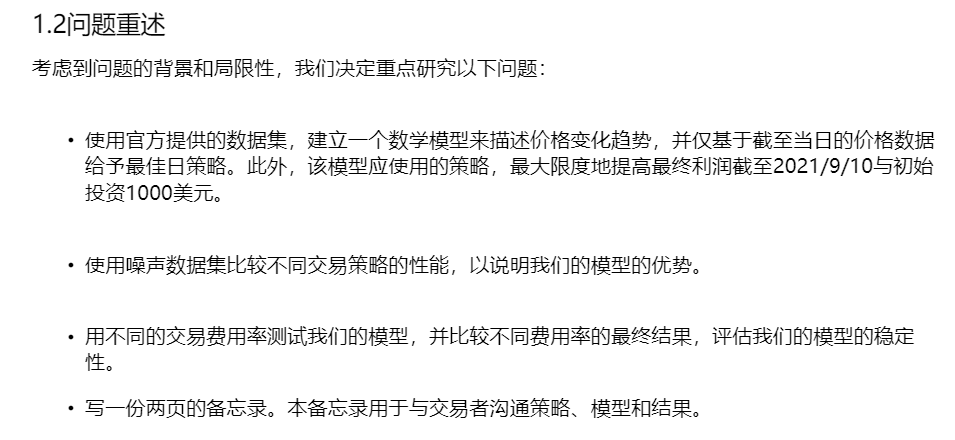 1.2问题重述
考虑到问题的背景和局限性，我们决定重点研究以下问题：
• 使用官方提供的数据集，建立一个数学模型来描述价格变化趋势，并仅基于截至当日的价格数据
给予最佳日策略。此外，该模型应使用的策略，最大限度地提高最终利润截至2021/9/10与初始
投资1000美元。
• 使用噪声数据集比较不同交易策略的性能，以说明我们的模型的优势。
• 用不同的交易费用率测试我们的模型，并比较不同费用率的最终结果，评估我们的模型的稳定
性。
• 写一份两页的备忘录。本备忘录用于与交易者沟通策略、模型和结果。